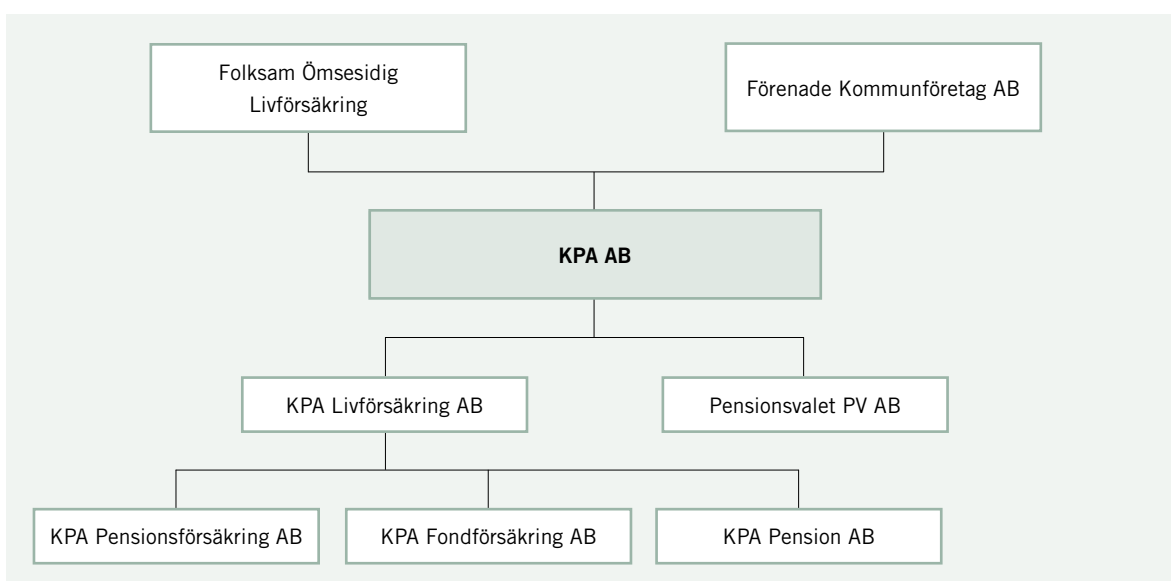 Folksam Ömsesidig
Livförsäkring
Förenade Kommunföretag AB
KPA AB
KPA Livförsäkring AB
Pensionsvalet PV AB
KPA Pensionsförsäkring AB
KPA Fondförsäkring AB
KPA Pension AB